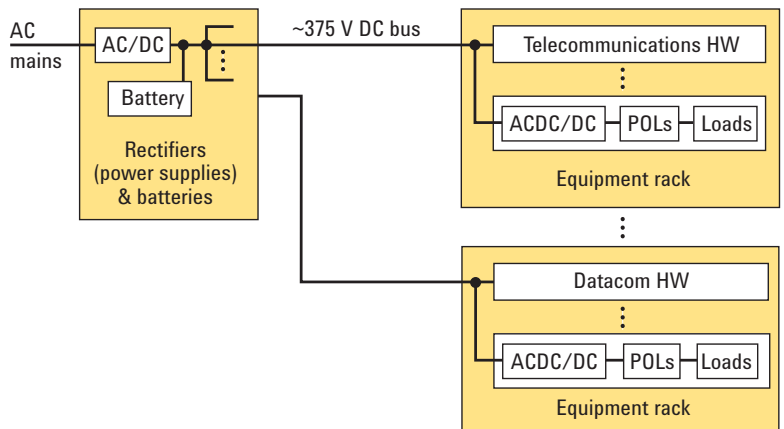 AC
mains
AC/DC
Battery
Rectifiers
(power supplies)
& batteries
~375 V DC bus
Telecommunications HW
ACDC/DC
POLs
Loads
Equipment rack
Datacom HW
ACDC/DC
POLs
Loads
Equipment rack